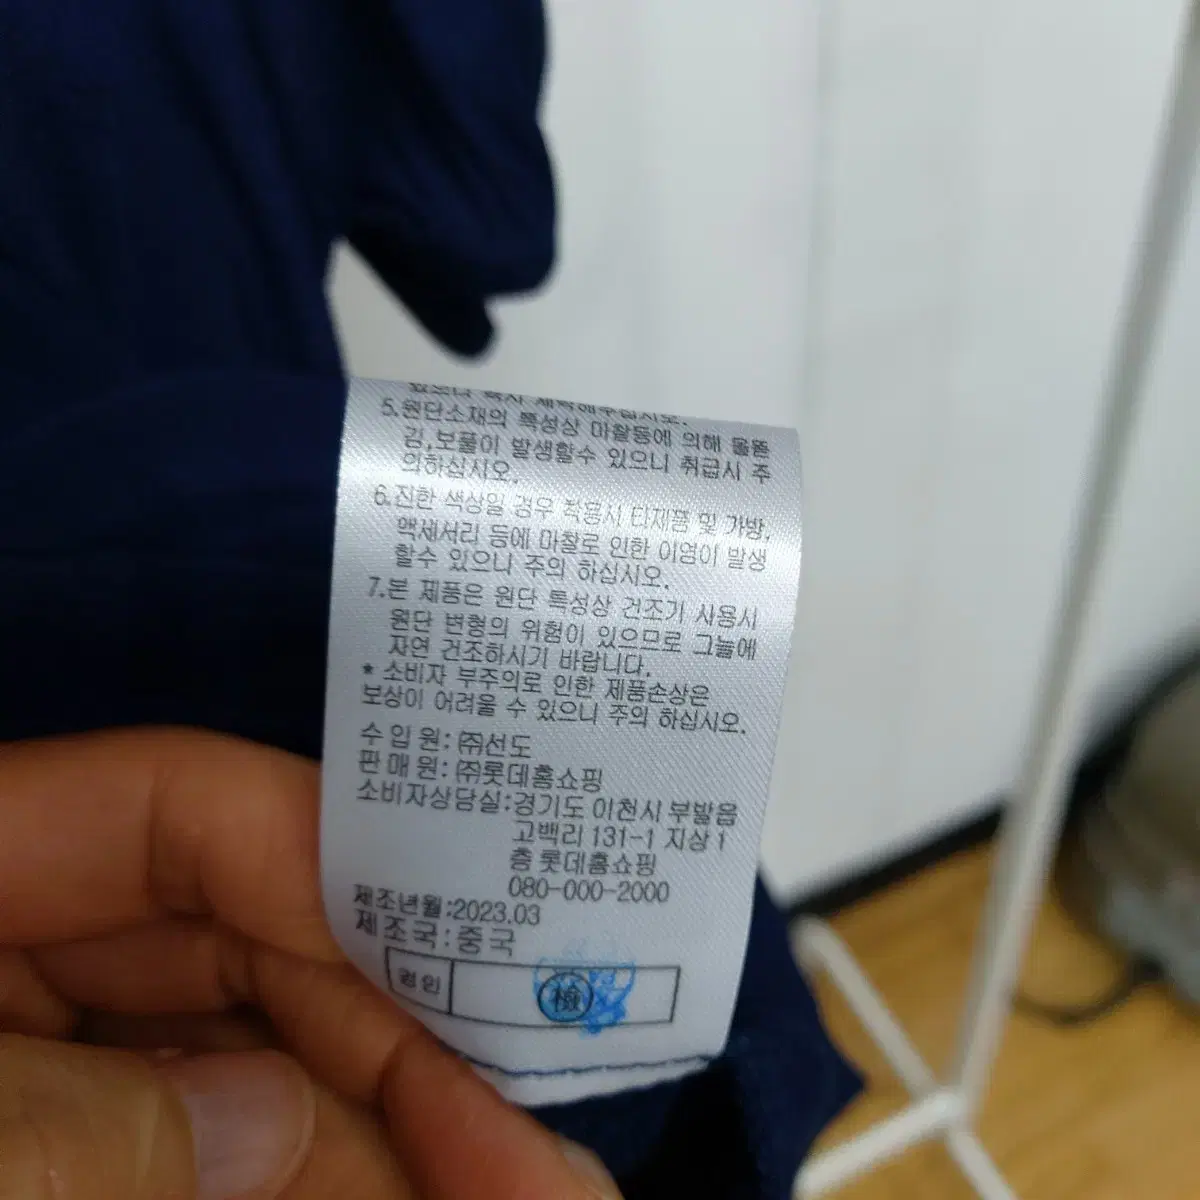 5.원단소재의 특성상 마찰등에 의해 올뜯
김,보풀이 발생할수 있으니 취급시 주
의하십시오.
6.진한 색상일 경우 착용시 타제품 및 가방,
액세서리 등에 마찰로 인한 이염이 발생
할수 있으니 주의 하십시오.
7.본 제품은 원단 특성상 건조기 사용시
원단 변형의 위험이 있으므로 그늘에
자연 건조하시기 바랍니다.
* 소비자 부주의로 인한 제품손상은
보상이 어려울 수 있으니 주의 하십시오.
수 입 원: ㈜선도
판 매 원: ㈜롯데홈쇼핑
소비자상담실:경기도 이천시 부발읍
고백리 131-1 지상 1
층 롯데홈쇼핑
080-000-2000
제조년월:2023.03
제 조 국 : 중 국
검인 檢